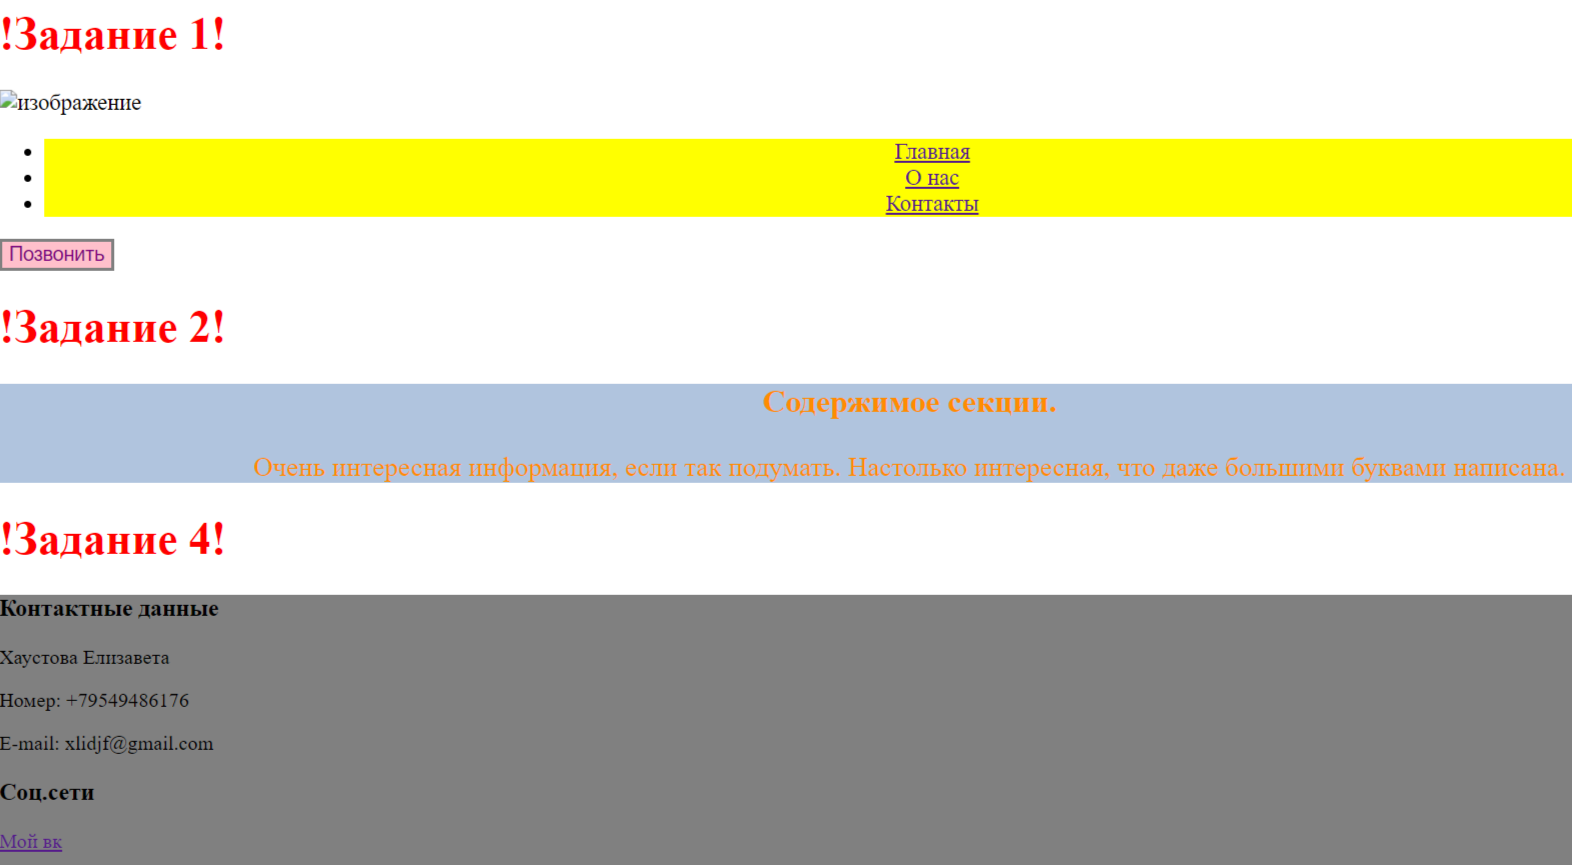 !Задание 1!
изображение
Главная
О нас
Контакты
Позвонить
!Задание 2!
Содержимое секции.
Очень интересная информация, если так подумать. Настолько интересная, что даже большими буквами написана.
!Задание 4!
Контактные данные
Хаустова Елизавета
Номер: +79549486176
E-mail: xlidjf@gmail.com
Соц.сети
Мой вк